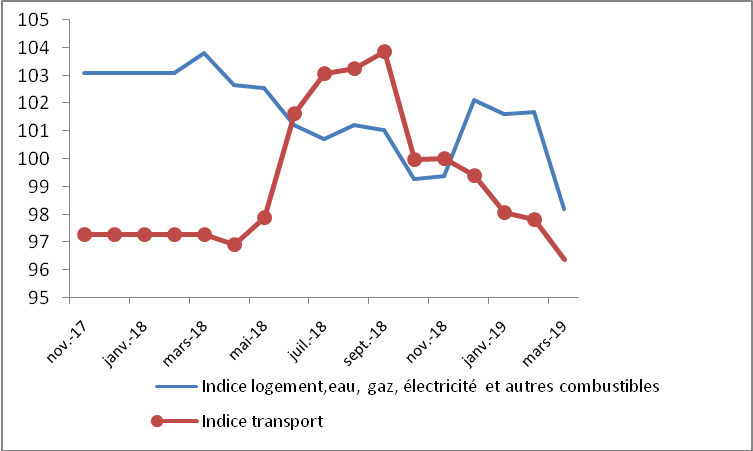 105
104
103
102
101
100
99
98
97
96
95
nov.-17
janv.-18
mars-18
mai-18
juil.-18
sept.-18
nov.-18
janv.-19
mars-19
Indice logement,eau, gaz, électricité et autres combustibles
Indice transport